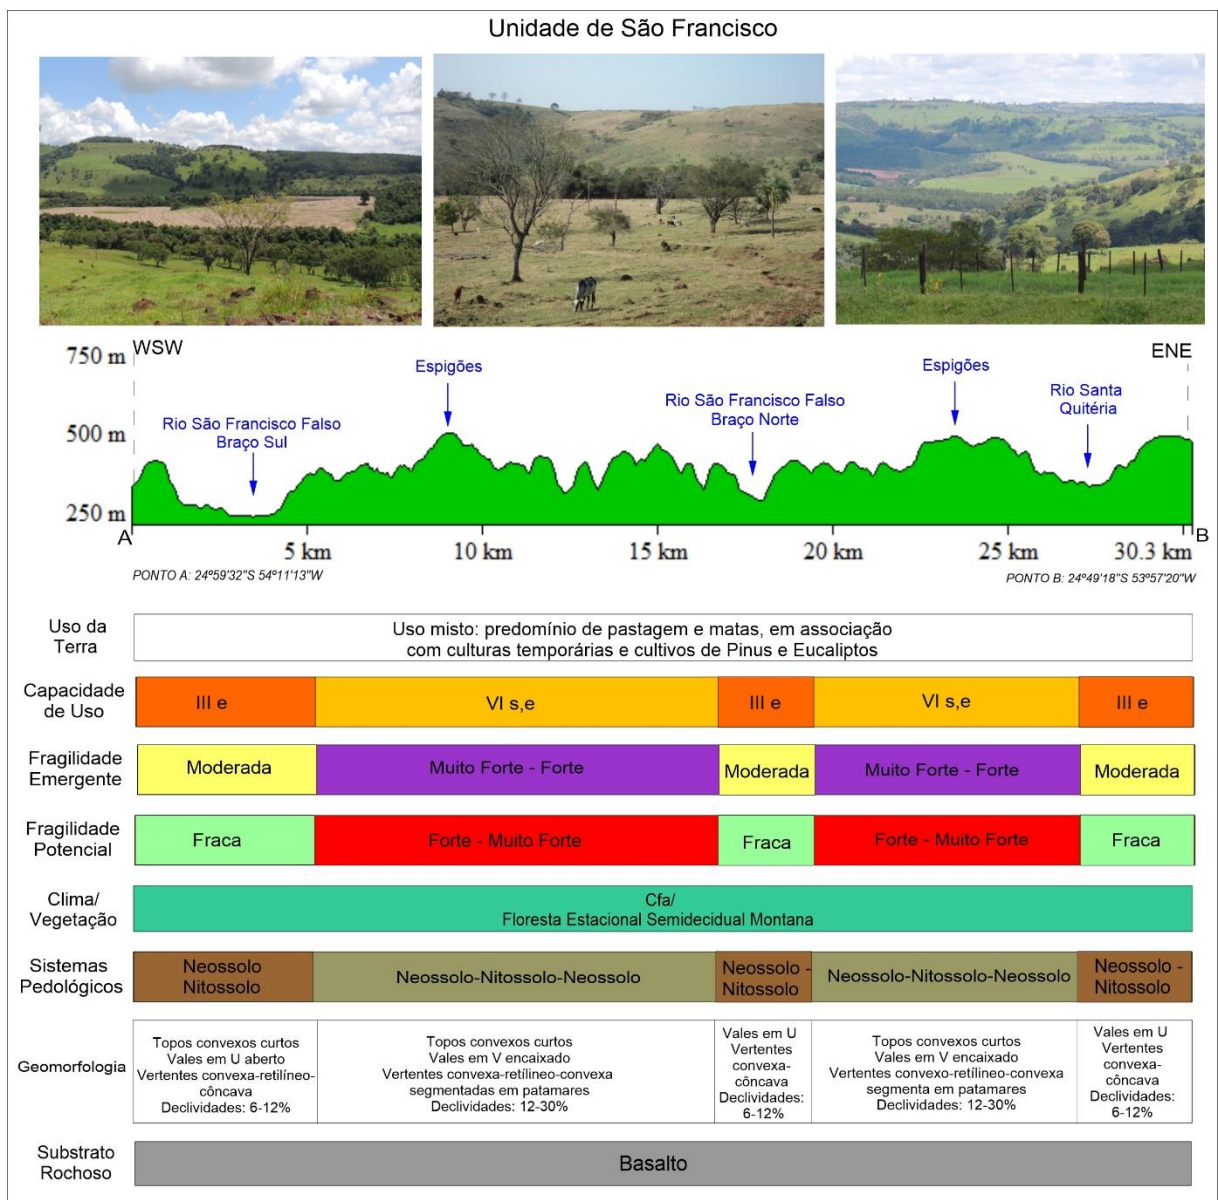 Unidade de São Francisco
750 m
WSW
ENE
Espigões
Espigões
Rio São Francisco Falso
Braço Sul
Rio São Francisco Falso
Braço Norte
Rio Santa
Quitéria
500 m
250 m
A
B
5 km
10 km
15 km
20 km
25 km
30.3 km
PONTO A: 24º59'32"S 54º11'13"W
PONTO B: 24º49'18"S 53º57'20"W
Uso da
Terra
Uso misto: predomínio de pastagem e matas, em associação
com culturas temporárias e cultivos de Pinus e Eucaliptos
Capacidade
de Uso
III e
VI s,e
III e
VI s,e
III e
Fragilidade
Emergente
Moderada
Muito Forte - Forte
Moderada
Muito Forte - Forte
Moderada
Fragilidade
Potencial
Fraca
Forte - Muito Forte
Fraca
Forte - Muito Forte
Fraca
Clima/
Vegetação
Cfa/
Floresta Estacional Semidecidual Montana
Sistemas
Pedológicos
Neossolo
Nitossolo
Neossolo-Nitossolo-Neossolo
Neossolo -
Nitossolo
Neossolo-Nitossolo-Neossolo
Neossolo -
Nitossolo
Geomorfologia
Topos convexos curtos
Vales em U aberto
Vertentes convexa-retilíneo-
côncava
Declividades: 6-12%
Topos convexos curtos
Vales em V encaixado
Vertentes convexa-retílineo-convexa
segmentadas em patamares
Declividades: 12-30%
Vales em U
Vertentes
convexa-
côncava
Declividades:
6-12%
Topos convexos curtos
Vales em V encaixado
Vertentes convexo-retílineo-convexa
segmenta em patamares
Declividades: 12-30%
Vales em U
Vertentes
convexa-
côncava
Declividades:
6-12%
Substrato
Rochoso
Basalto